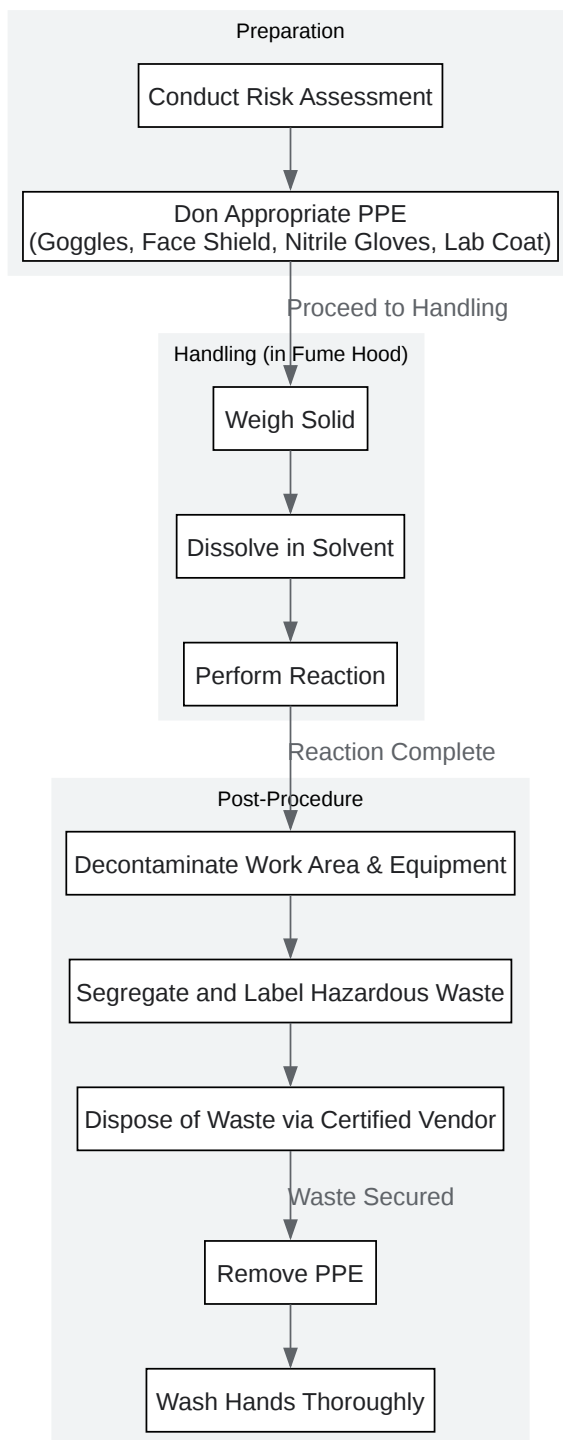 Preparation
Conduct Risk Assessment
Don Appropriate PPE
(Goggles, Face Shield, Nitrile Gloves, Lab Coat)
Proceed to Handling
Handling (in Fume Hood)
Weigh Solid
Dissolve in Solvent
Perform Reaction
Reaction Complete
Post-Procedure
Decontaminate Work Area & Equipment
Segregate and Label Hazardous Waste
Dispose of Waste via Certified Vendor
Waste Secured
Remove PPE
Wash Hands Thoroughly